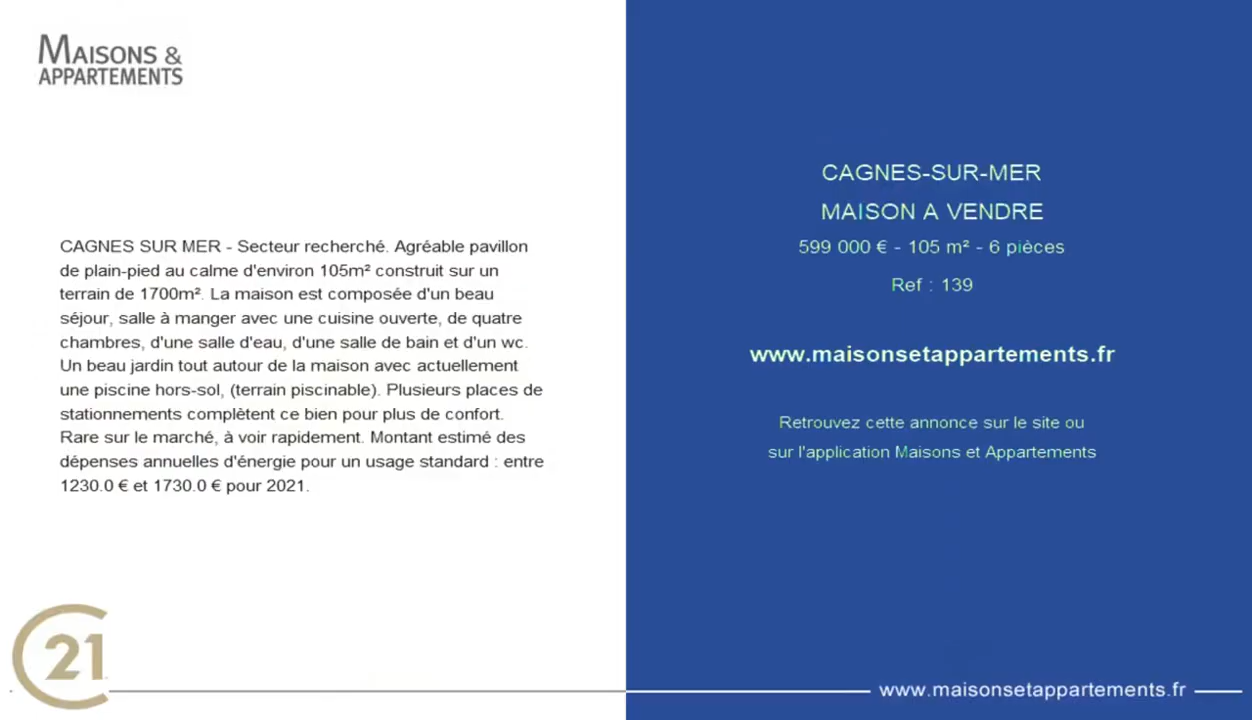 MAISONS &
APPARTEMENTS
CAGNES SUR MER - Secteur recherché. Agréable pavillon
de plain-pied au calme d'environ 105m² construit sur un
terrain de 1700m². La maison est composée d'un beau
séjour, salle à manger avec une cuisine ouverte, de quatre
chambres, d'une salle d'eau, d'une salle de bain et d'un wc.
Un beau jardin tout autour de la maison avec actuellement
une piscine hors-sol, (terrain piscinable). Plusieurs places de
stationnements complètent ce bien pour plus de confort.
Rare sur le marché, à voir rapidement. Montant estimé des
dépenses annuelles d'énergie pour un usage standard : entre
1230.0 € et 1730.0 € pour 2021.
C21
CAGNES-SUR-MER
MAISON A VENDRE
599 000 € - 105 m² - 6 pièces
Ref : 139
www.maisonsetappartements.fr
Retrouvez cette annonce sur le site ou
sur l'application Maisons et Appartements
www.maisonsetappartements.fr